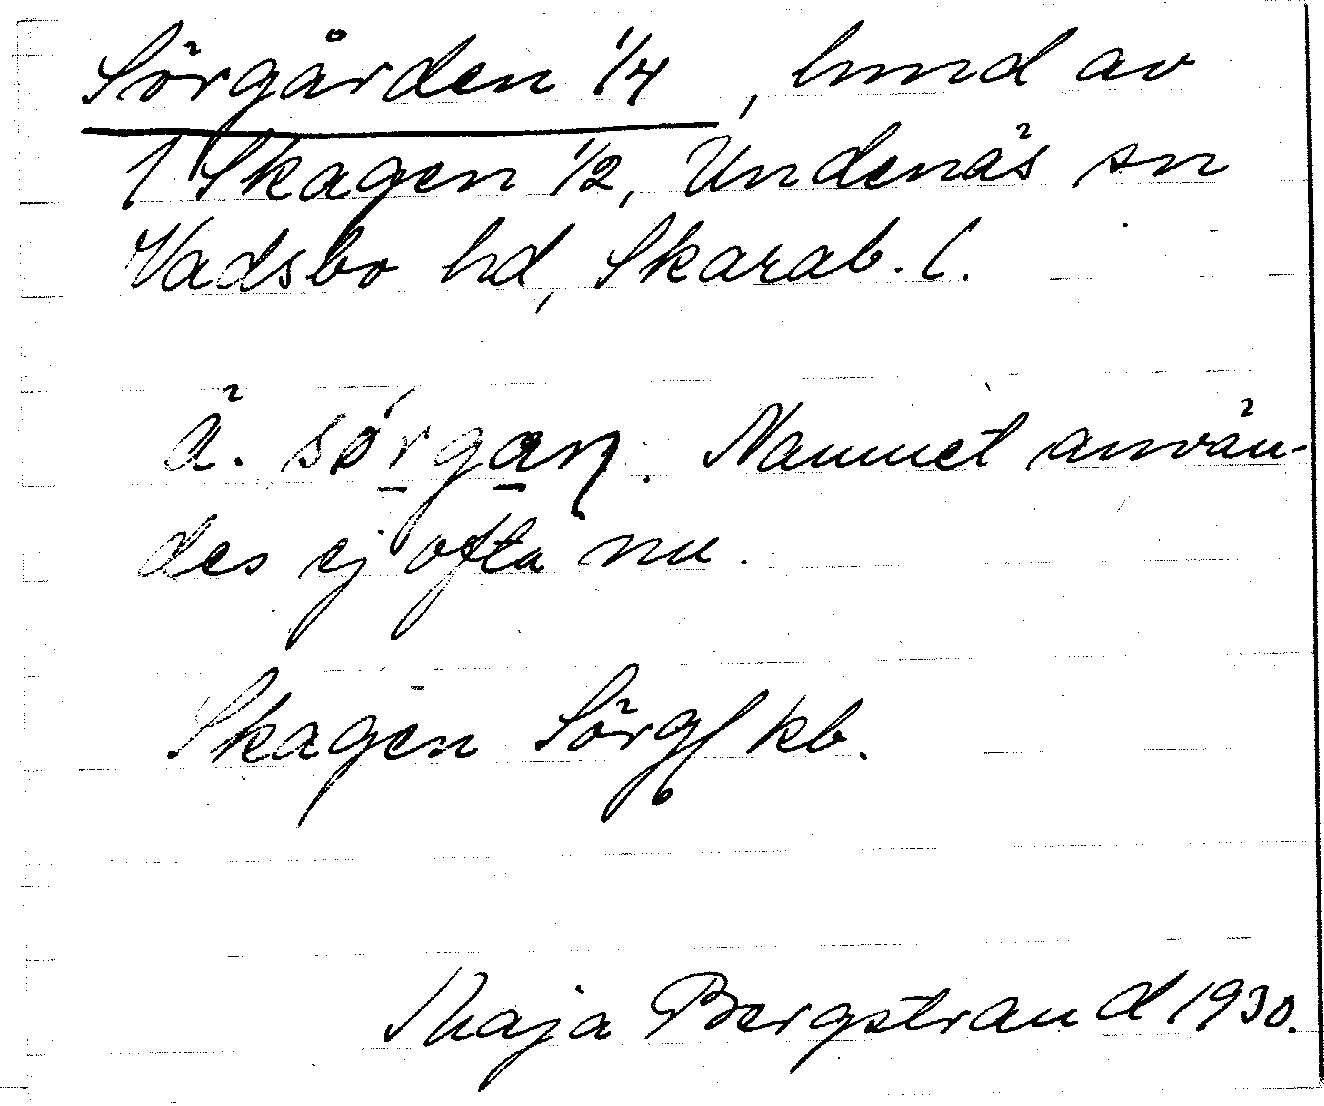 Sörgården 1/4, hmd av
1 Skagen 1/2, Undenäs sn
Vadsbo hd, Skarab. l.
ä. sörgan. Namnet använ-
des ej ofta nu.
Skagen Sörg/ kb.
Maja Bergstrand 1930.